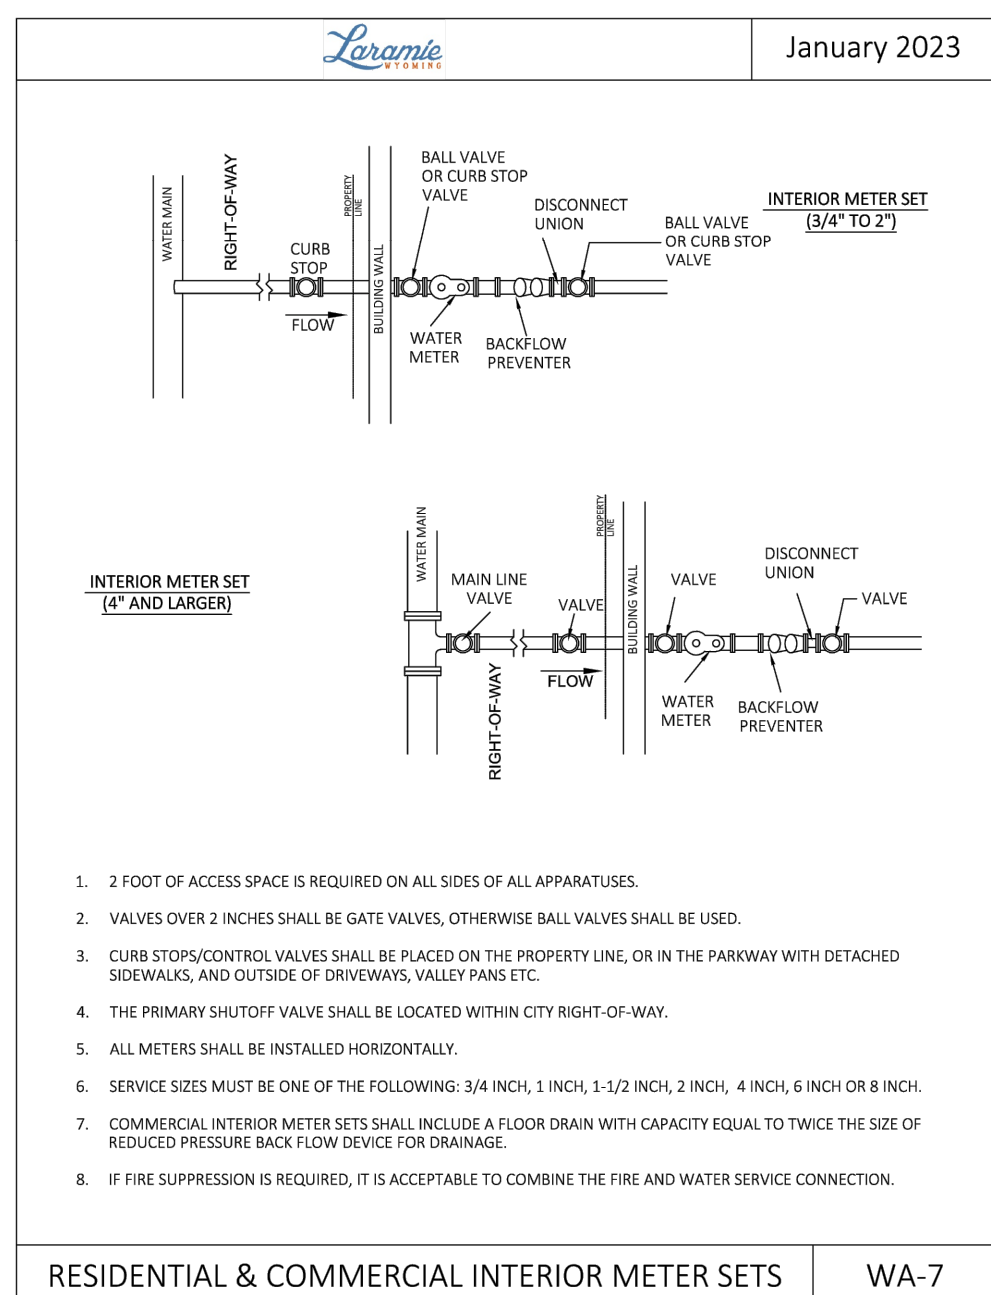 Laramie
WYOMING
January 2023
BALL VALVE
OR CURB STOP
VALVE
RIGHT-OF-WAY
WATER MAIN
PROPERTY
LINE
DISCONNECT
UNION
INTERIOR METER SET
(3/4" TO 2")
BALL VALVE
OR CURB STOP
VALVE
CURB
STOP
BUILDING WALL
FLOW
WATER
METER
BACKFLOW
PREVENTER
PROPERTY
LINE
WATER MAIN
DISCONNECT
UNION
INTERIOR METER SET
(4" AND LARGER)
MAIN LINE
VALVE
VALVE
BUILDING WALL
VALVE
VALVE
FLOW
RIGHT-OF-WAY
WATER
METER
BACKFLOW
PREVENTER
1. 2 FOOT OF ACCESS SPACE IS REQUIRED ON ALL SIDES OF ALL APPARATUSES.
2. VALVES OVER 2 INCHES SHALL BE GATE VALVES, OTHERWISE BALL VALVES SHALL BE USED.
3. CURB STOPS/CONTROL VALVES SHALL BE PLACED ON THE PROPERTY LINE, OR IN THE PARKWAY WITH DETACHED
SIDEWALKS, AND OUTSIDE OF DRIVEWAYS, VALLEY PANS ETC.
4. THE PRIMARY SHUTOFF VALVE SHALL BE LOCATED WITHIN CITY RIGHT-OF-WAY.
5. ALL METERS SHALL BE INSTALLED HORIZONTALLY.
6. SERVICE SIZES MUST BE ONE OF THE FOLLOWING: 3/4 INCH, 1 INCH, 1-1/2 INCH, 2 INCH, 4 INCH, 6 INCH OR 8 INCH.
7. COMMERCIAL INTERIOR METER SETS SHALL INCLUDE A FLOOR DRAIN WITH CAPACITY EQUAL TO TWICE THE SIZE OF
REDUCED PRESSURE BACK FLOW DEVICE FOR DRAINAGE.
8. IF FIRE SUPPRESSION IS REQUIRED, IT IS ACCEPTABLE TO COMBINE THE FIRE AND WATER SERVICE CONNECTION.
RESIDENTIAL & COMMERCIAL INTERIOR METER SETS
WA-7